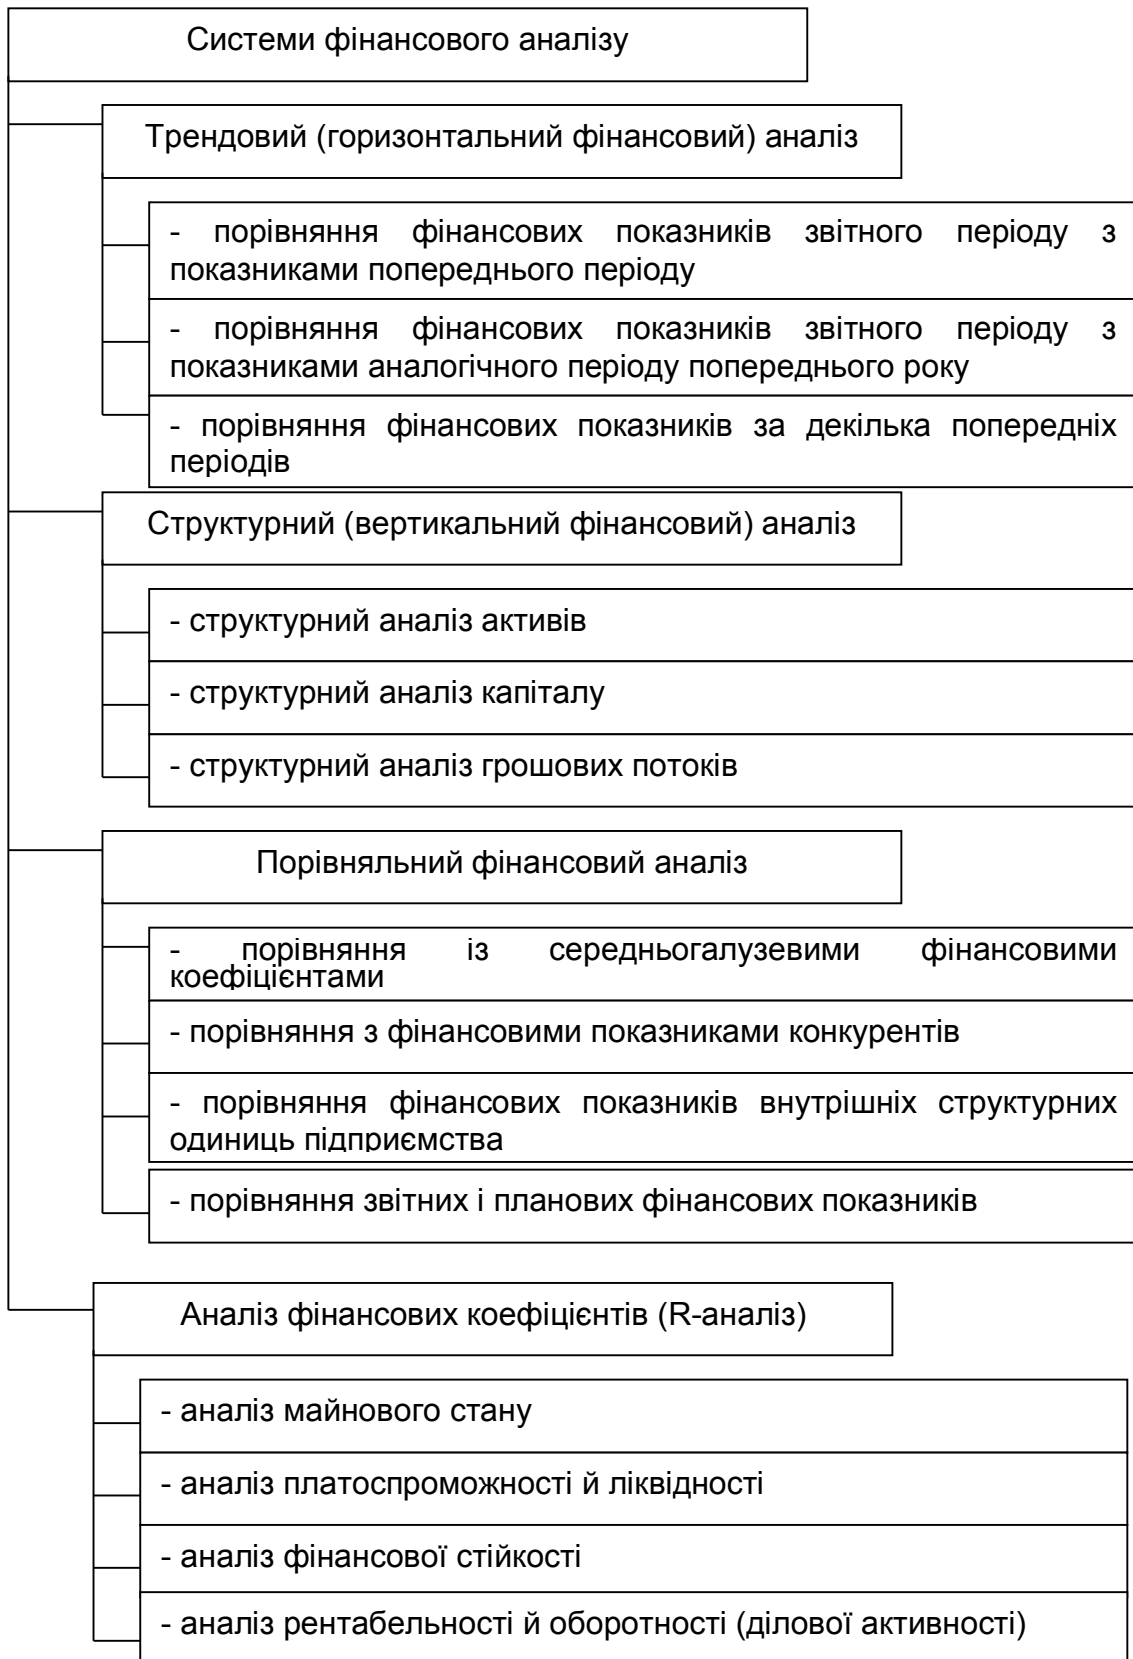 Системи фінансового аналізу
Трендовий (горизонтальний фінансовий) аналіз
- порівняння фінансових показників звітного періоду з
показниками попереднього періоду
- порівняння фінансових показників звітного періоду з
показниками аналогічного періоду попереднього року
- порівняння фінансових показників за декілька попередніх
періодів
Структурний (вертикальний фінансовий) аналіз
- структурний аналіз активів
- структурний аналіз капіталу
- структурний аналіз грошових потоків
Порівняльний фінансовий аналіз
- порівняння із середньогалузевими фінансовими
коефіцієнтами
- порівняння з фінансовими показниками конкурентів
- порівняння фінансових показників внутрішніх структурних
одиниць підприємства
- порівняння звітних і планових фінансових показників
Аналіз фінансових коефіцієнтів (R-аналіз)
- аналіз майнового стану
- аналіз платоспроможності й ліквідності
- аналіз фінансової стійкості
- аналіз рентабельності й оборотності (ділової активності)